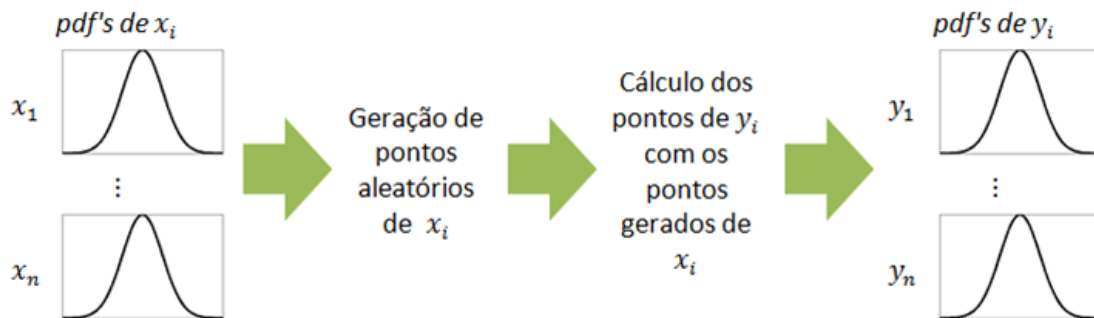 pdf's de xᵢ
x₁
⋮
xₙ
Geração de
pontos
aleatórios
de xᵢ
Cálculo dos
pontos de yᵢ
com os
pontos
gerados de
xᵢ
pdf's de yᵢ
y₁
⋮
yₙ